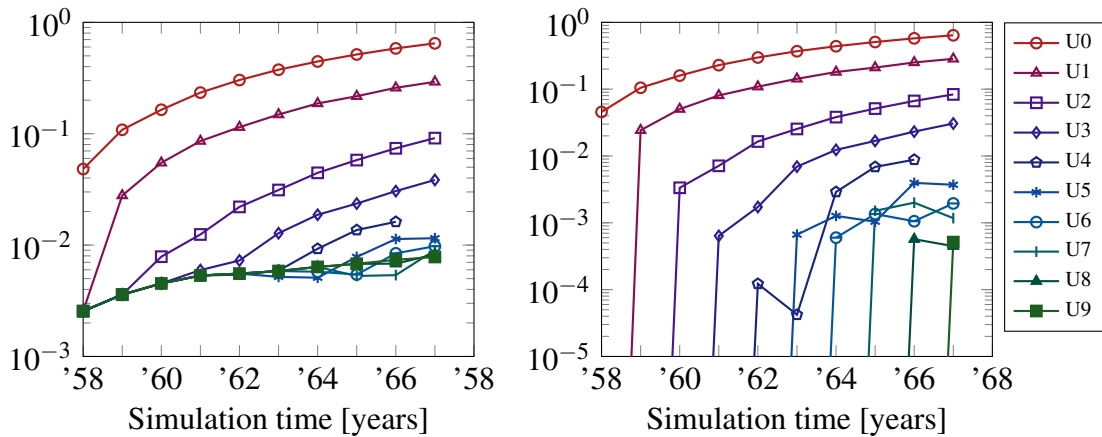 10^0
10^-1
10^-2
10^-3
'58 '60 '62 '64 '66 '58
Simulation time [years]
10^0
10^-1
10^-2
10^-3
10^-4
10^-5
'58 '60 '62 '64 '66 '68
Simulation time [years]
U0
U1
U2
U3
U4
U5
U6
U7
U8
U9